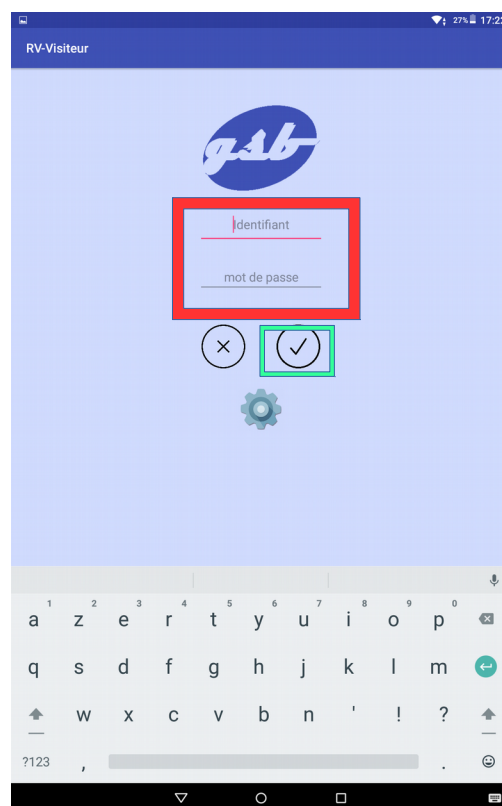 27% 17:22
RV-Visiteur
gsb
Identifiant
mot de passe
a 1 z 2 e 3 r 4 t 5 y 6 u 7 i 8 o 9 p 0
q s d f g h j k l m
w x c v b n ' ! ?
?123 , .